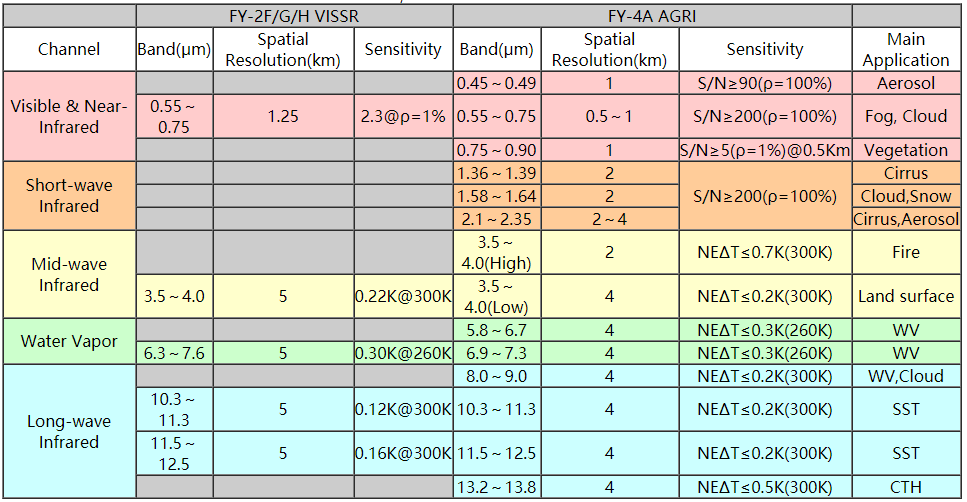 FY-2F/G/H VISSR FY-4A AGRI
Channel Band(μm) Spatial Resolution(km) Sensitivity Band(μm) Spatial Resolution(km) Sensitivity Main Application
Visible & Near-Infrared 0.45～0.49 1 S/N≥90(ρ=100%) Aerosol
0.55～0.75 1.25 2.3@ρ=1% 0.55～0.75 0.5～1 S/N≥200(ρ=100%) Fog, Cloud
0.75～0.90 1 S/N≥5(ρ=1%)@0.5Km Vegetation
Short-wave Infrared 1.36～1.39 2 S/N≥200(ρ=100%) Cirrus
1.58～1.64 2 Cloud,Snow
2.1～2.35 2～4 Cirrus,Aerosol
Mid-wave Infrared 3.5～4.0(High) 2 NEΔT≤0.7K(300K) Fire
3.5～4.0 5 0.22K@300K 3.5～4.0(Low) 4 NEΔT≤0.2K(300K) Land surface
Water Vapor 5.8～6.7 4 NEΔT≤0.3K(260K) WV
6.3～7.6 5 0.30K@260K 6.9～7.3 4 NEΔT≤0.3K(260K) WV
Long-wave Infrared 8.0～9.0 4 NEΔT≤0.2K(300K) WV,Cloud
10.3～11.3 5 0.12K@300K 10.3～11.3 4 NEΔT≤0.2K(300K) SST
11.5～12.5 5 0.16K@300K 11.5～12.5 4 NEΔT≤0.2K(300K) SST
13.2～13.8 4 NEΔT≤0.5K(300K) CTH